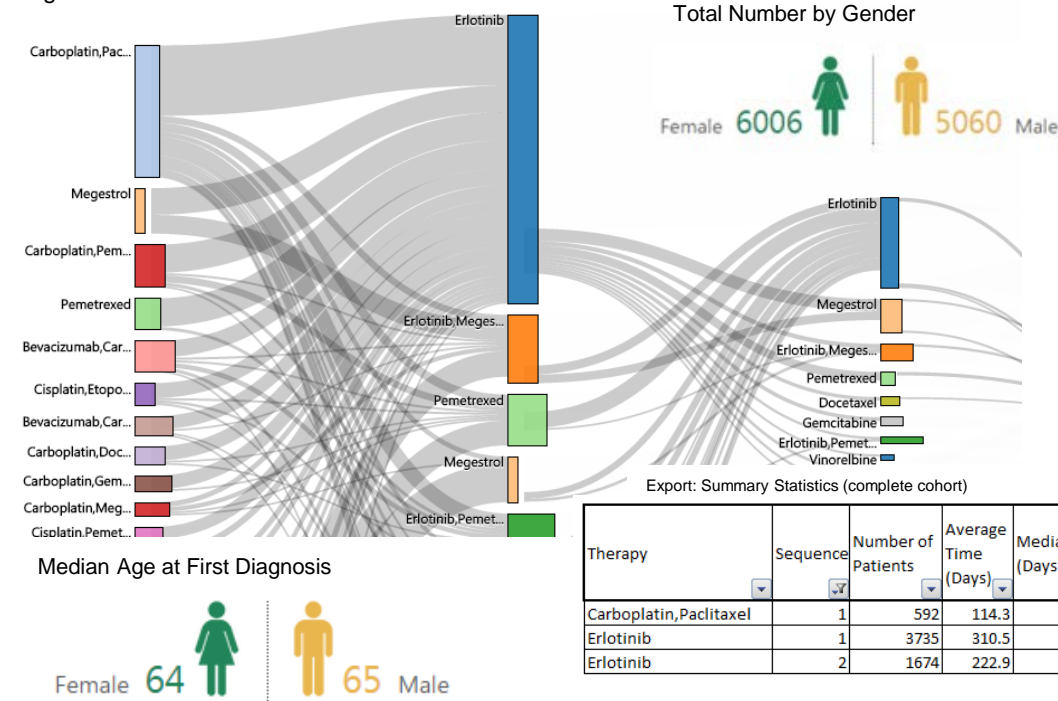 Total Number by Gender
Female 6006
5060 Male
Erlotinib
Carboplatin,Pac...
Megestrol
Carboplatin,Pem...
Pemetrexed
Bevacizumab,Car...
Cisplatin,Etopo...
Bevacizumab,Car...
Carboplatin,Doc...
Carboplatin,Gem...
Carboplatin,Meg...
Cisplatin,Pemet...
Erlotinib,Meges...
Pemetrexed
Megestrol
Erlotinib,Pemet...
Erlotinib
Megestrol
Erlotinib,Meges...
Pemetrexed
Docetaxel
Gemcitabine
Erlotinib,Pemet...
Vinorelbine
Export: Summary Statistics (complete cohort)
Therapy Sequence Number of Patients Average Time (Days) Media (Days
Carboplatin,Paclitaxel 1 592 114.3
Erlotinib 1 3735 310.5
Erlotinib 2 1674 222.9
Median Age at First Diagnosis
Female 64
65 Male